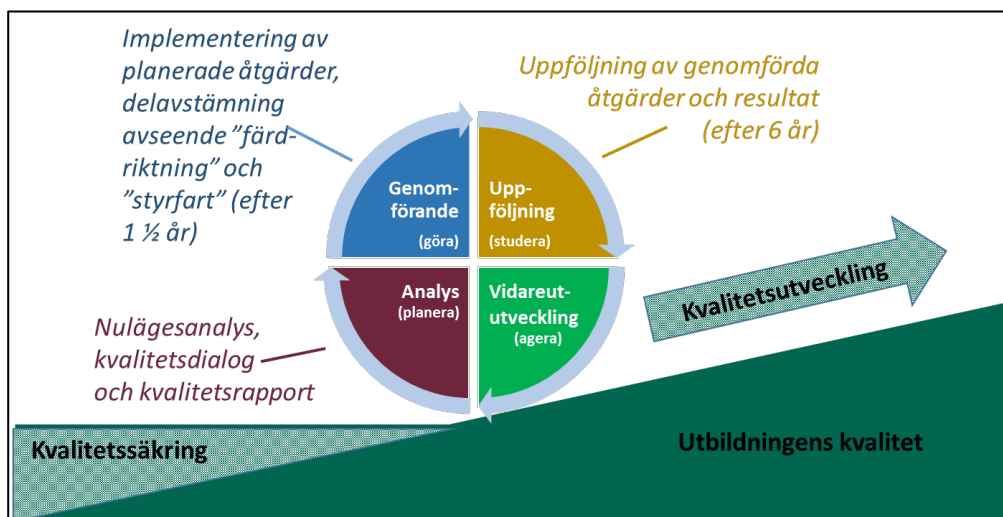 Implementering av
planerade åtgärder,
delavstämning
avseende ”färd-
riktning” och
”styrfart” (efter
1 ½ år)
Uppföljning av genomförda
åtgärder och resultat
(efter 6 år)
Genom-
förande
(göra)
Upp-
följning
(studera)
Analys
(planera)
Vidareut-
utveckling
(agera)
Nulägesanalys,
kvalitetsdialog
och kvalitetsrapport
Kvalitetsutveckling
Kvalitetssäkring
Utbildningens kvalitet